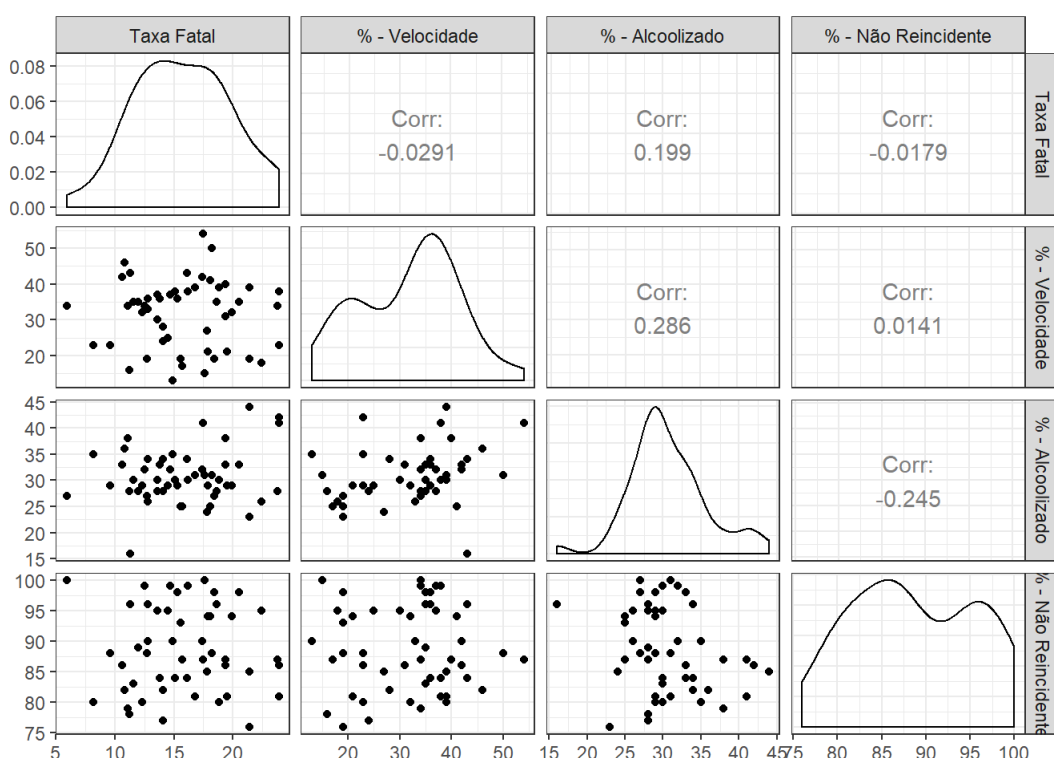 Taxa Fatal
% - Velocidade
% - Alcoolizado
% - Não Reincidente
0.08
0.06
0.04
0.02
0.00
Corr:
-0.0291
Corr:
0.199
Corr:
-0.0179
Taxa Fatal
50
40
30
20
Corr:
0.286
Corr:
0.0141
% - Velocidade
45
40
35
30
25
20
15
Corr:
-0.245
% - Alcoolizado
100
95
90
85
80
75
% - Não Reincidente
5 10 15 20
20 30 40 50
15 20 25 30 35 40 45
75 80 85 90 95 100